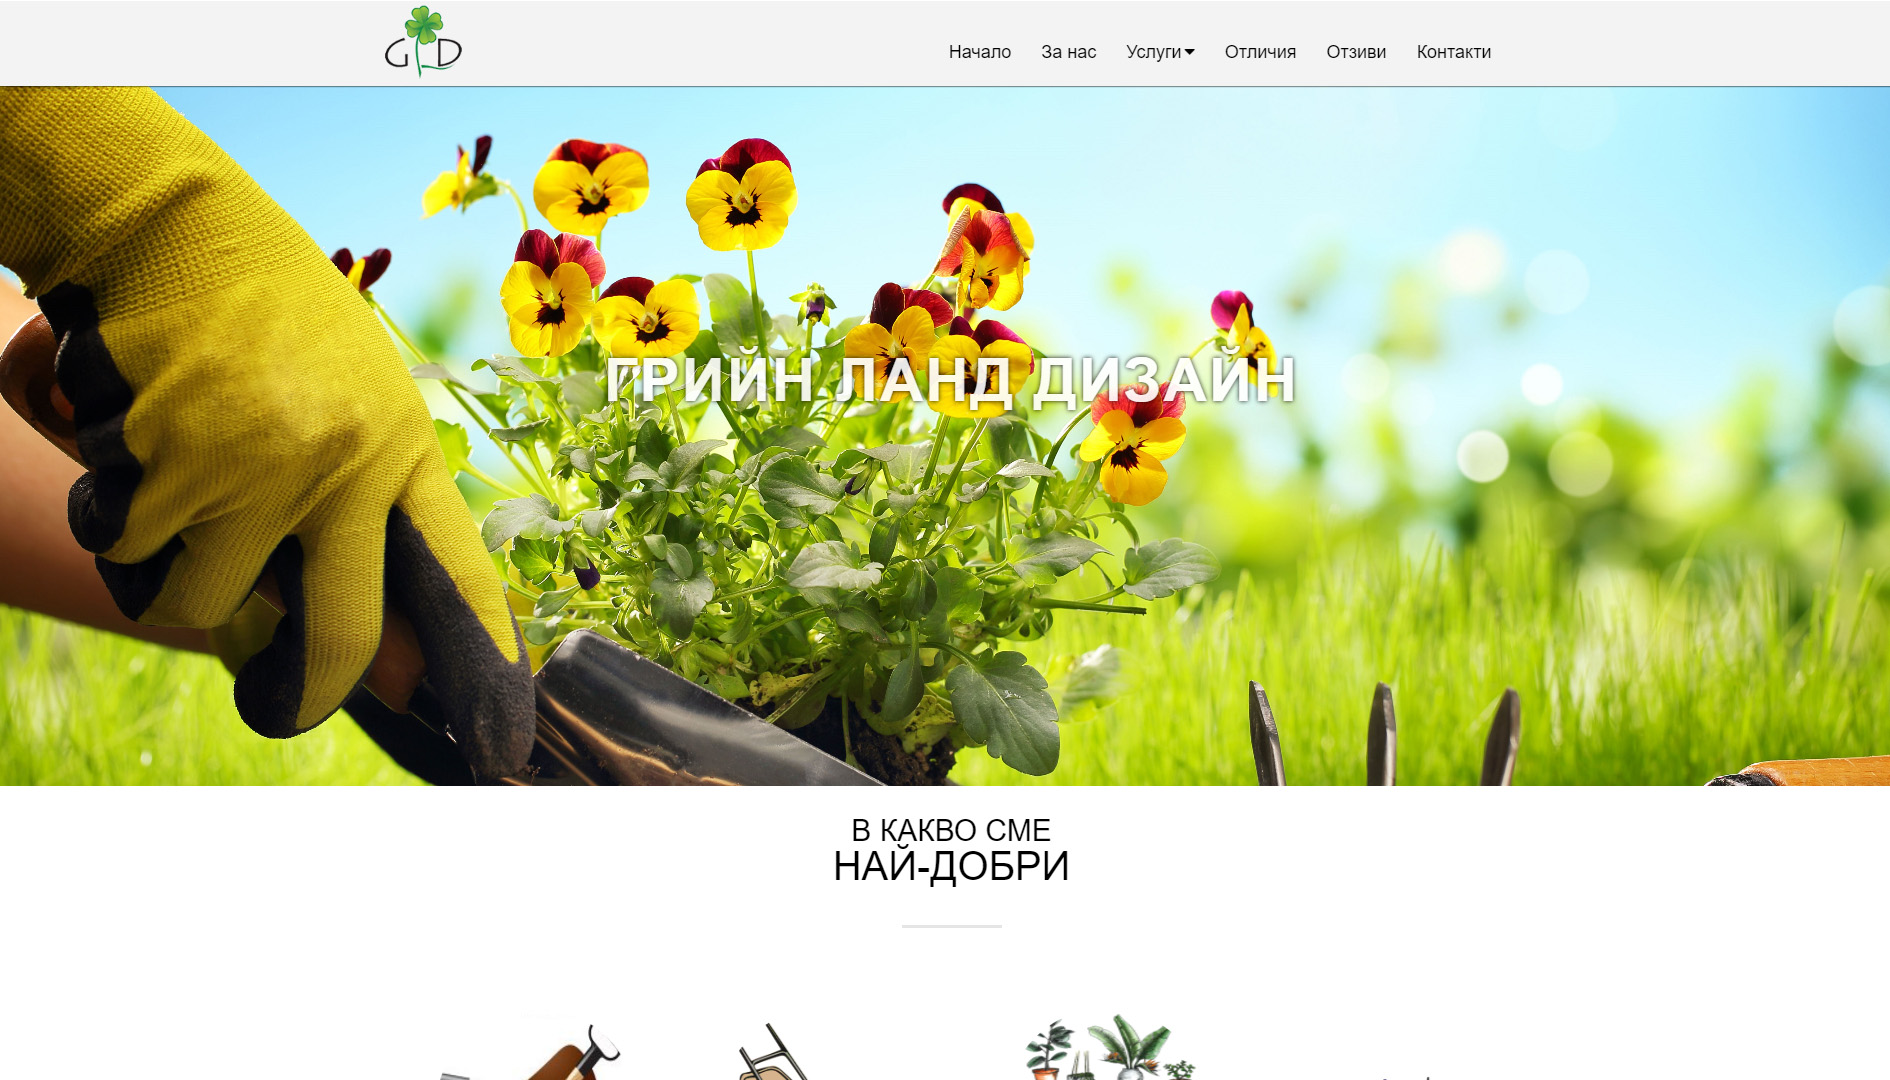 GLD
Начало За нас Услуги Отличия Отзиви Контакти
ГРИЙН ЛАНД ДИЗАЙН
В КАКВО СМЕ
НАЙ-ДОБРИ